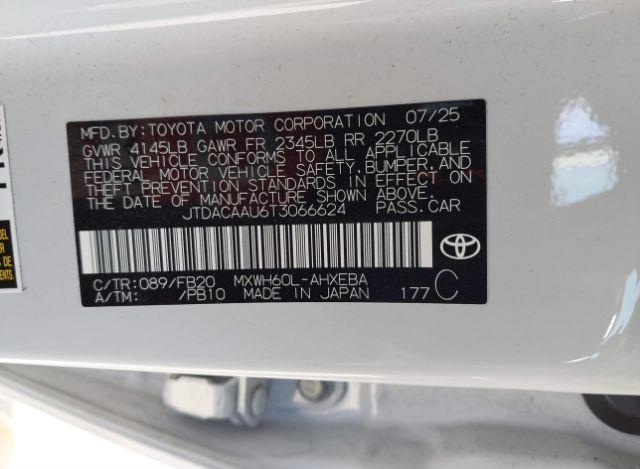 MFD.BY:TOYOTA MOTOR CORPORATION 07/25
GVWR 4145LB GAWR FR 2345LB RR 2270LB
THIS VEHICLE CONFORMS TO ALL APPLICABLE
FEDERAL MOTOR VEHICLE SAFETY,BUMPER,AND
THEFT PREVENTION STANDARDS IN EFFECT ON
THE DATE OF MANUFACTURE SHOWN ABOVE.
JTDACAAU6T3066624 PASS.CAR
C/TR:089/FB20 MXWH60L-AHXEBA
A/TM: /PB10 MADE IN JAPAN 177 C